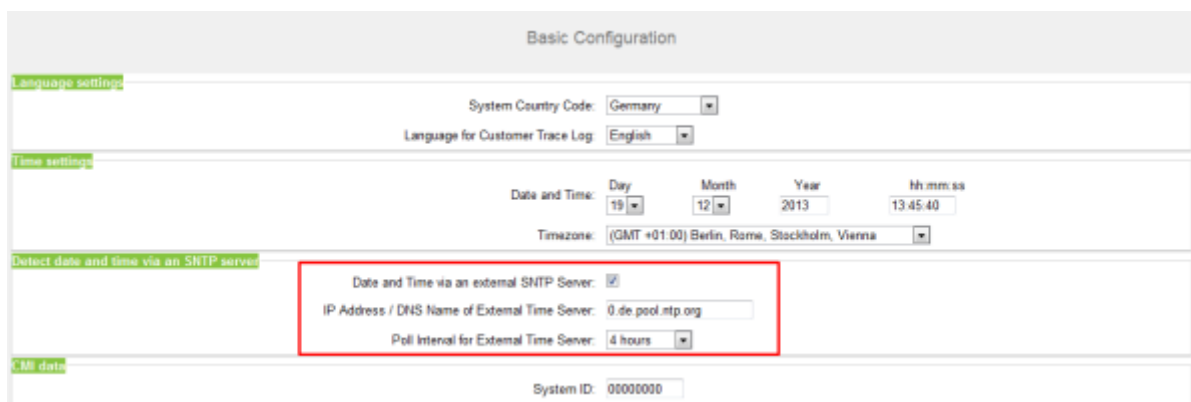 Basic Configuration
Language settings
System Country Code: Germany
Language for Customer Trace Log: English
Time settings
Day Month Year hh:mm:ss
Date and Time: 19 12 2013 13:45:40
Timezone: (GMT +01:00) Berlin, Rome, Stockholm, Vienna
Detect date and time via an SNTP server
Date and Time via an external SNTP Server:
IP Address / DNS Name of External Time Server: 0.de.pool.ntp.org
Poll Interval for External Time Server: 4 hours
CMI data
System ID: 00000000